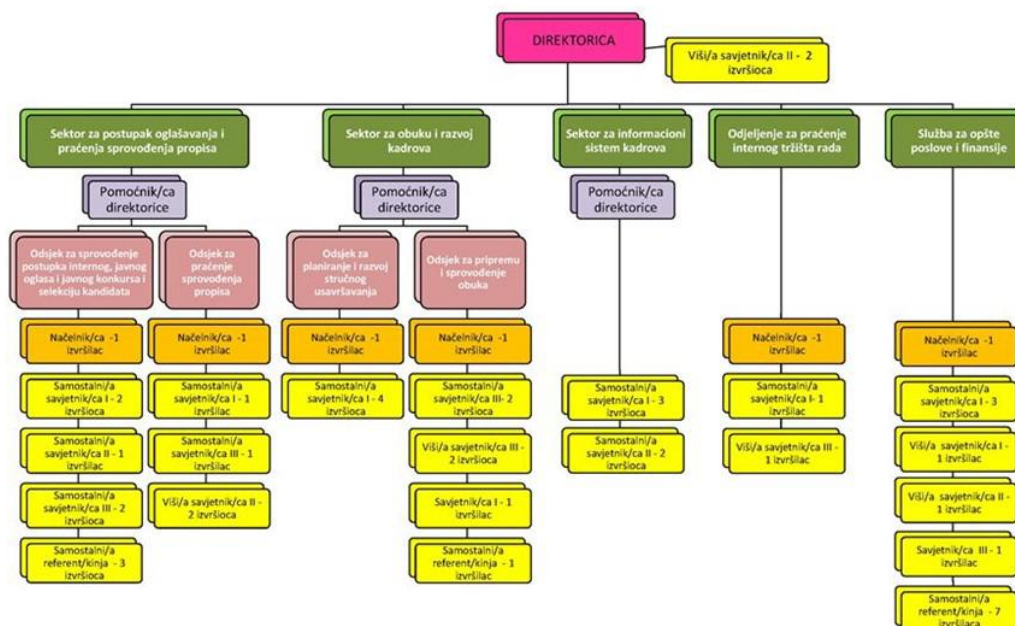 DIREKTORICA
Viši/a savjetnik/ca II - 2
izvršioca
Sektor za postupak oglašavanja i
praćenja sprovođenja propisa
Sektor za obuku i razvoj
kadrova
Sektor za informacioni
sistem kadrova
Odjeljenje za praćenje
internog tržišta rada
Služba za opšte
poslove i finansije
Pomoćnik/ca
direktorice
Pomoćnik/ca
direktorice
Pomoćnik/ca
direktorice
Odsjek za sprovođenje
postupka internog, javnog
oglasa i javnog konkursa i
selekciju kandidata
Odsjek za
praćenje
sprovođenja
propisa
Odsjek za
planiranje i razvoj
stručnog
usavršavanja
Odsjek za pripremu
i sprovođenje
obuka
Načelnik/ca -1
izvršilac
Načelnik/ca -1
izvršilac
Načelnik/ca -1
izvršilac
Načelnik/ca -1
izvršilac
Načelnik/ca -1
izvršilac
Načelnik/ca -1
izvršilac
Samostalni/a
savjetnik/ca I - 2
izvršioca
Samostalni/a
savjetnik/ca I - 1
izvršilac
Samostalni/a
savjetnik/ca I - 4
izvršioca
Samostalni/a
savjetnik/ca III- 2
izvršioca
Samostalni/a
savjetnik/ca I - 3
izvršioca
Samostalni/a
savjetnik/ca I- 1
izvršilac
Samostalni/a
savjetnik/ca I - 3
izvršioca
Samostalni/a
savjetnik/ca II - 1
izvršilac
Samostalni/a
savjetnik/ca III - 1
izvršilac
Viši/a savjetnik/ca III -
2 izvršioca
Samostalni/a
savjetnik/ca II - 2
izvršioca
Viši/a savjetnik/ca III -
1 izvršilac
Viši/a savjetnik/ca I -
1 izvršilac
Samostalni/a
savjetnik/ca III - 2
izvršioca
Viši/a savjetnik/ca II -
2 izvršioca
Savjetnik/ca I - 1
izvršilac
Viši/a savjetnik/ca II -
1 izvršilac
Samostalni/a
referent/kinja - 3
izvršioca
Samostalni/a
referent/kinja - 1
izvršilac
Savjetnik/ca III - 1
izvršilac
Samostalni/a
referent/kinja - 7
izvršilaca